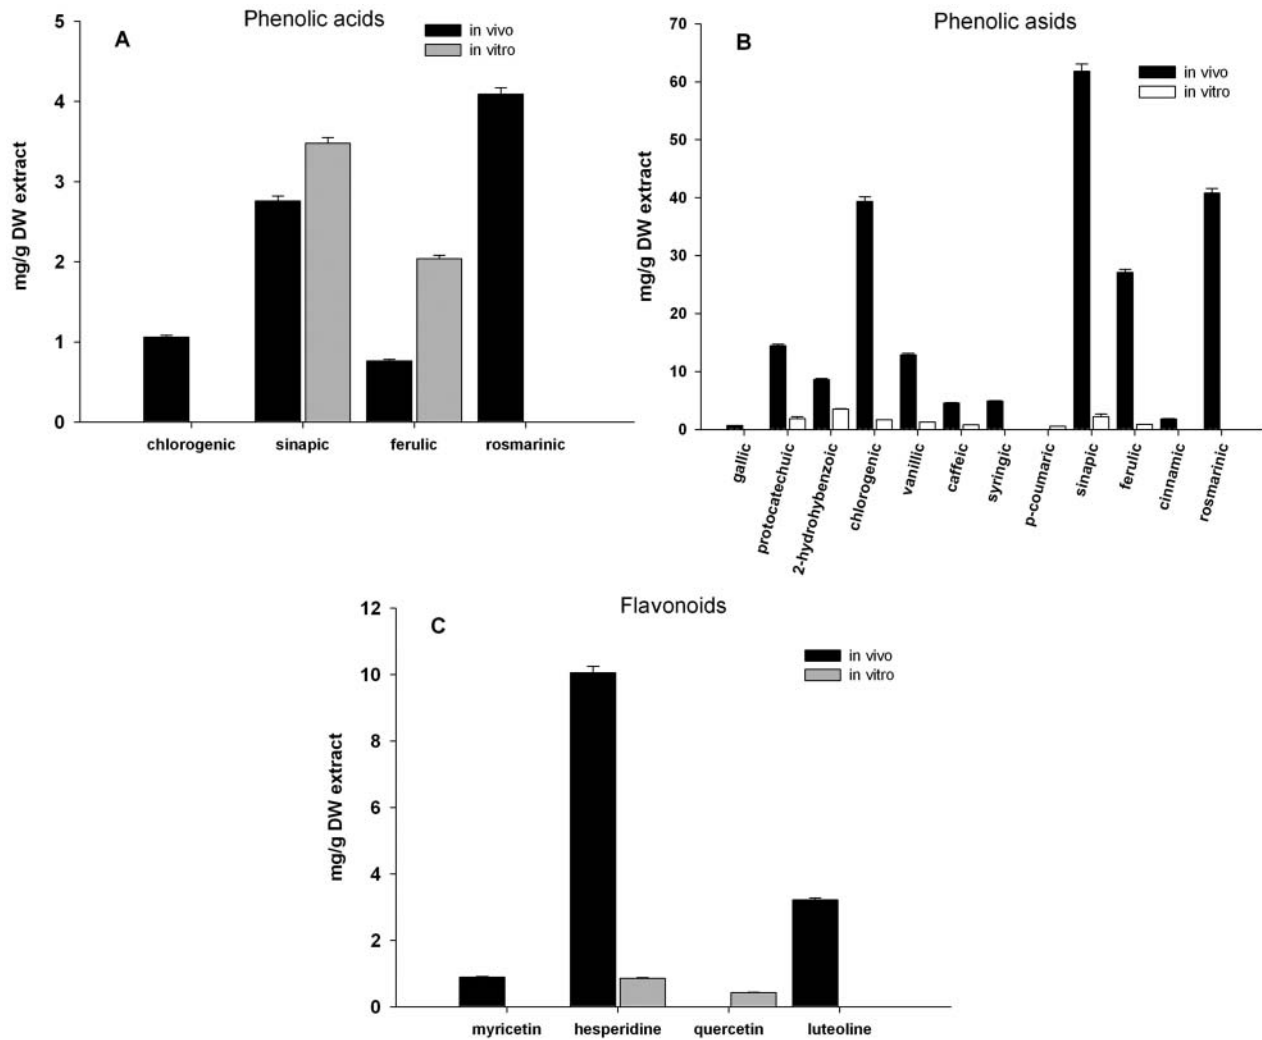 Phenolic acids
A
in vivo
in vitro
5
4
3
2
1
0
mg/g DW extract
chlorogenic sinapic ferulic rosmarinic
Phenolic asids
B
in vivo
in vitro
70
60
50
40
30
20
10
0
mg/g DW extract
gallic
protocatechuic
2-hydrohybenzoic
chlorogenic
vanillic
caffeic
syringic
p-coumaric
sinapic
ferulic
cinnamic
rosmarinic
Flavonoids
C
in vivo
in vitro
12
10
8
6
4
2
0
mg/g DW extract
myricetin hesperidine quercetin luteoline